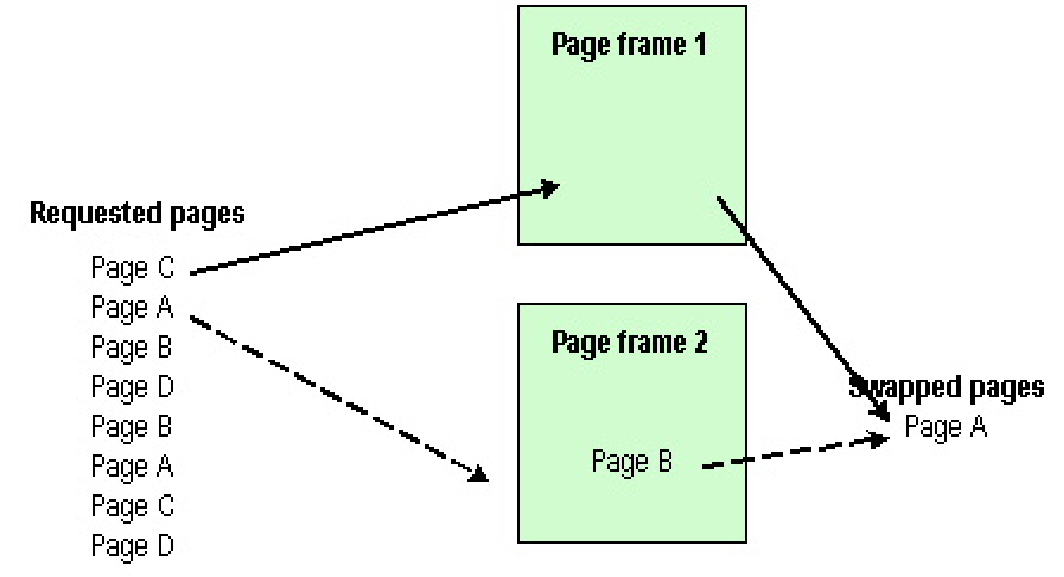 Page frame 1
Requested pages
Page C
Page A
Page B
Page D
Page B
Page A
Page C
Page D
Page frame 2
Page B
Swapped pages
Page A